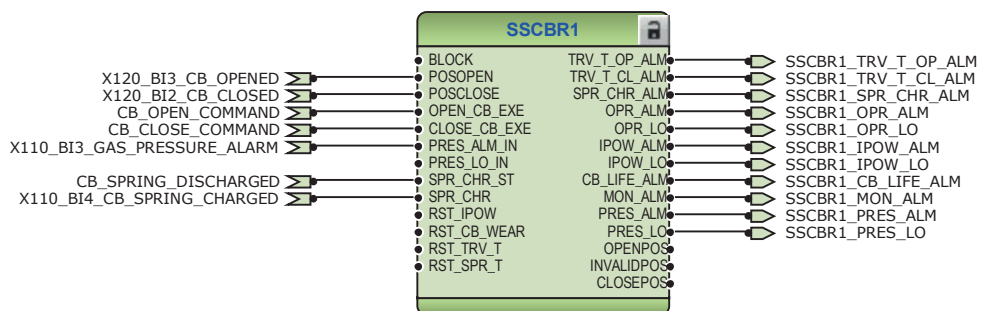 SSCBR1
BLOCK
POSOPEN
POSCLOSE
OPEN_CB_EXE
CLOSE_CB_EXE
PRES_ALM_IN
PRES_LO_IN
SPR_CHR_ST
SPR_CHR
RST_IPOW
RST_CB_WEAR
RST_TRV_T
RST_SPR_T
TRV_T_OP_ALM
TRV_T_CL_ALM
SPR_CHR_ALM
OPR_ALM
OPR_LO
IPOW_ALM
IPOW_LO
CB_LIFE_ALM
MON_ALM
PRES_ALM
PRES_LO
OPENPOS
INVALIDPOS
CLOSEPOS
X120_BI3_CB_OPENED
X120_BI2_CB_CLOSED
CB_OPEN_COMMAND
CB_CLOSE_COMMAND
X110_BI3_GAS_PRESSURE_ALARM
CB_SPRING_DISCHARGED
X110_BI4_CB_SPRING_CHARGED
SSCBR1_TRV_T_OP_ALM
SSCBR1_TRV_T_CL_ALM
SSCBR1_SPR_CHR_ALM
SSCBR1_OPR_ALM
SSCBR1_OPR_LO
SSCBR1_IPOW_ALM
SSCBR1_IPOW_LO
SSCBR1_CB_LIFE_ALM
SSCBR1_MON_ALM
SSCBR1_PRES_ALM
SSCBR1_PRES_LO